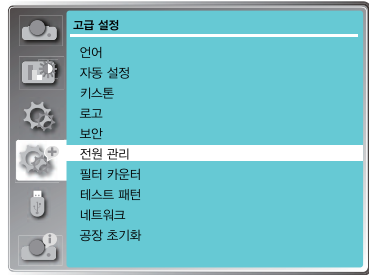 고급 설정
언어
자동 설정
키스톤
로고
보안
전원 관리
필터 카운터
테스트 패턴
네트워크
공장 초기화